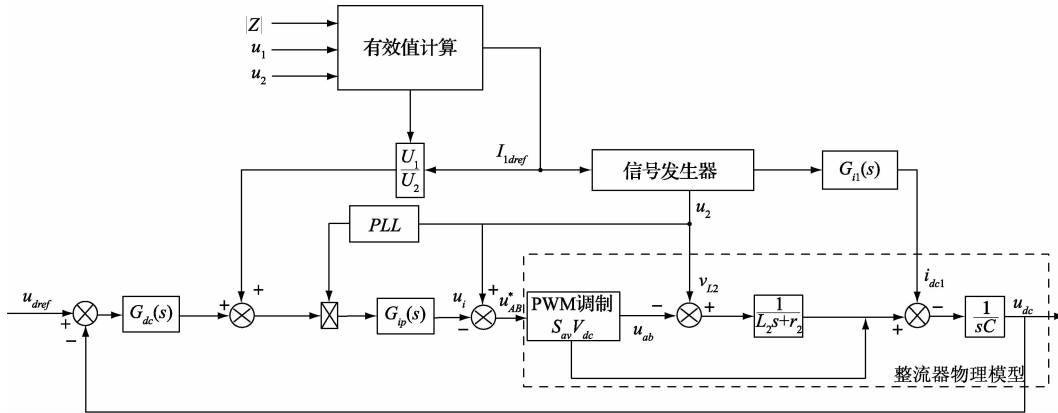 |Z|
u₁
u₂
有效值计算
U₁
U₂
I₁dref
信号发生器
Gi1(s)
PLL
u₂
idc1
udref
+
−
Gdc(s)
+
+
Gip(s)
ui
+
−
u*AB
PWM调制
SavVdc
uab
vL2
−
+
1
L₂s+r₂
+
−
−
1
sC
udc
整流器物理模型